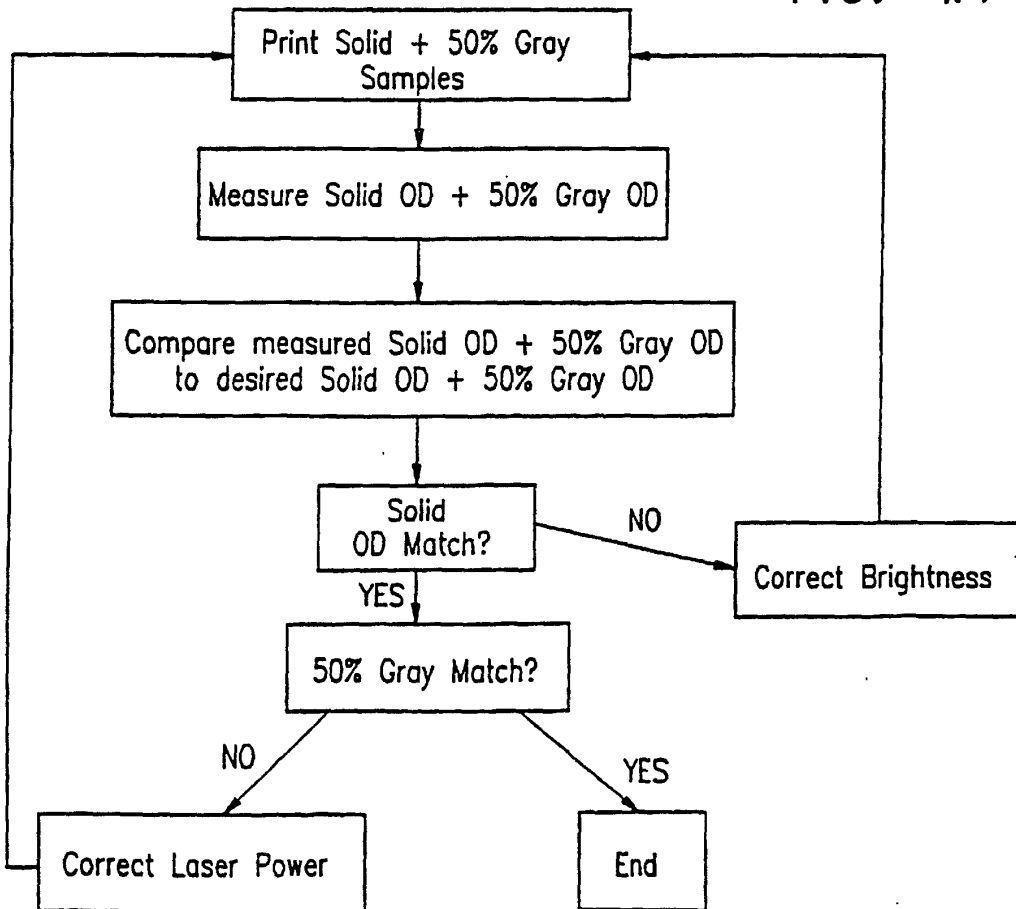 Print Solid + 50% Gray
Samples
Measure Solid OD + 50% Gray OD
Compare measured Solid OD + 50% Gray OD
to desired Solid OD + 50% Gray OD
Solid
OD Match?
NO
Correct Brightness
YES
50% Gray Match?
NO
YES
Correct Laser Power
End